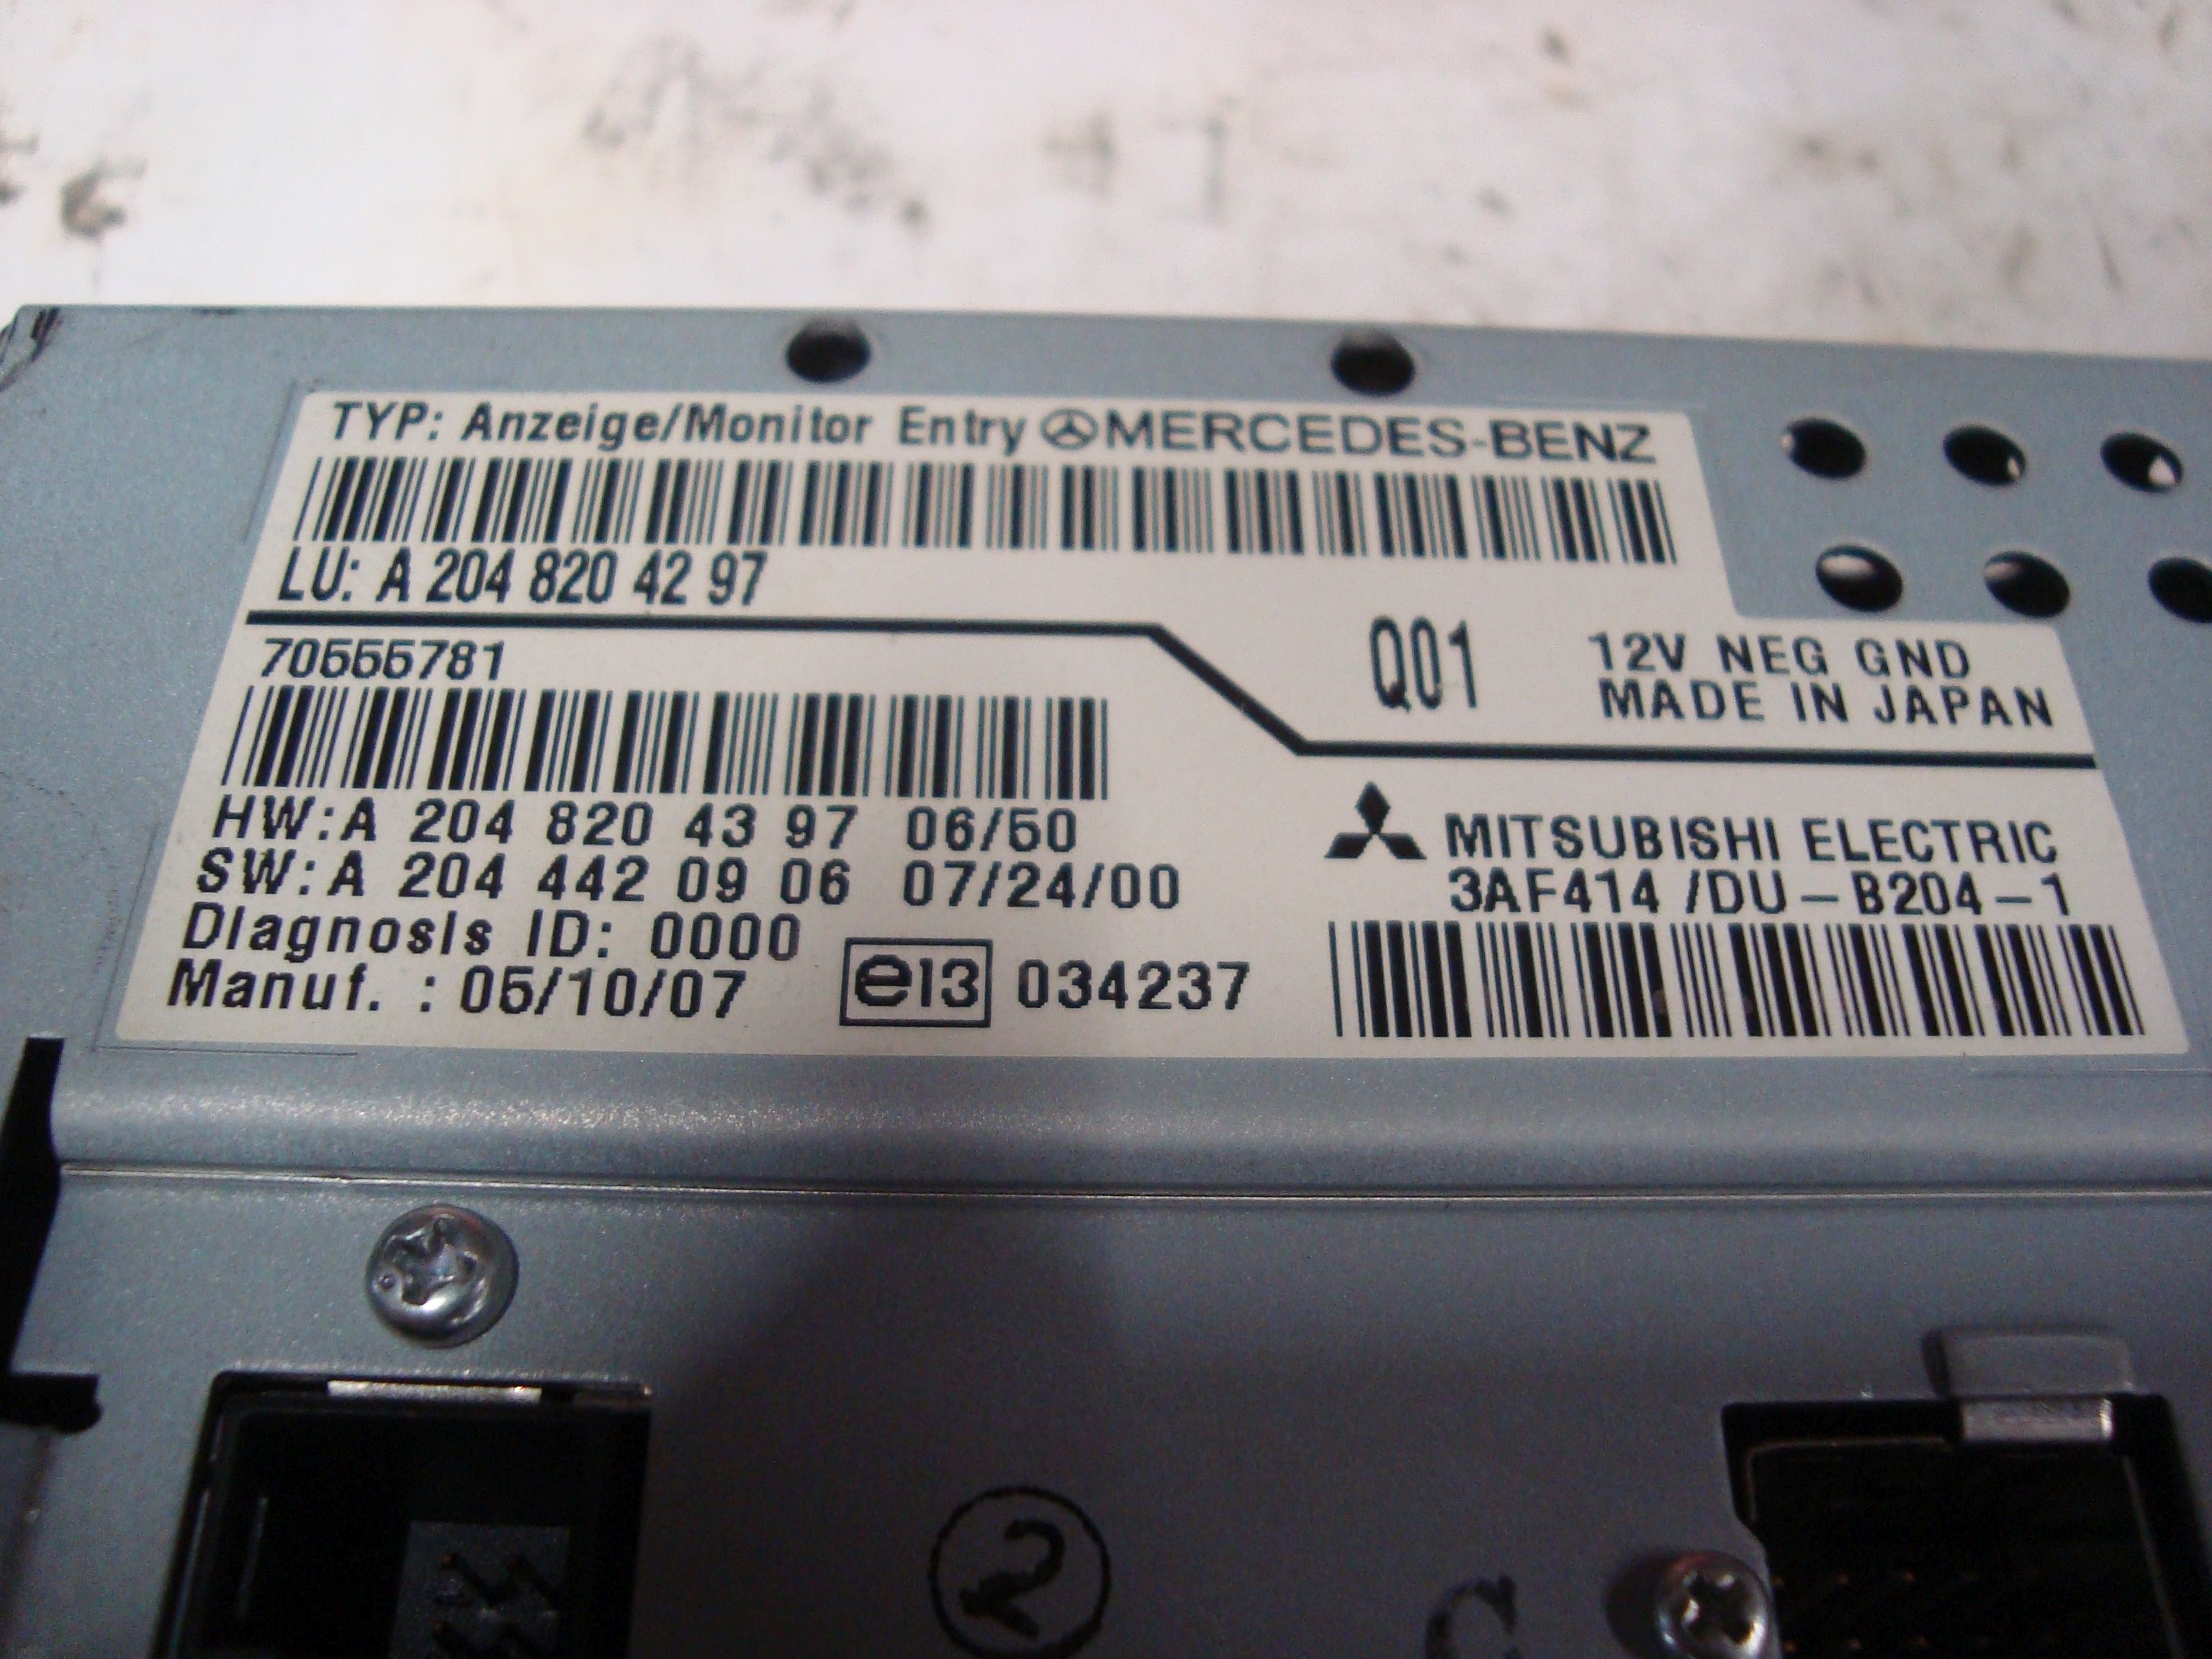 TYP: Anzeige/Monitor Entry MERCEDES-BENZ
LU: A 204 820 42 97
70555781
Q01
12V NEG GND
MADE IN JAPAN
HW:A 204 820 43 97 06/50
SW:A 204 442 09 06 07/24/00
Diagnosis ID: 0000
Manuf. : 05/10/07
e13 034237
MITSUBISHI ELECTRIC
3AF414 /DU-B204-1
2
C